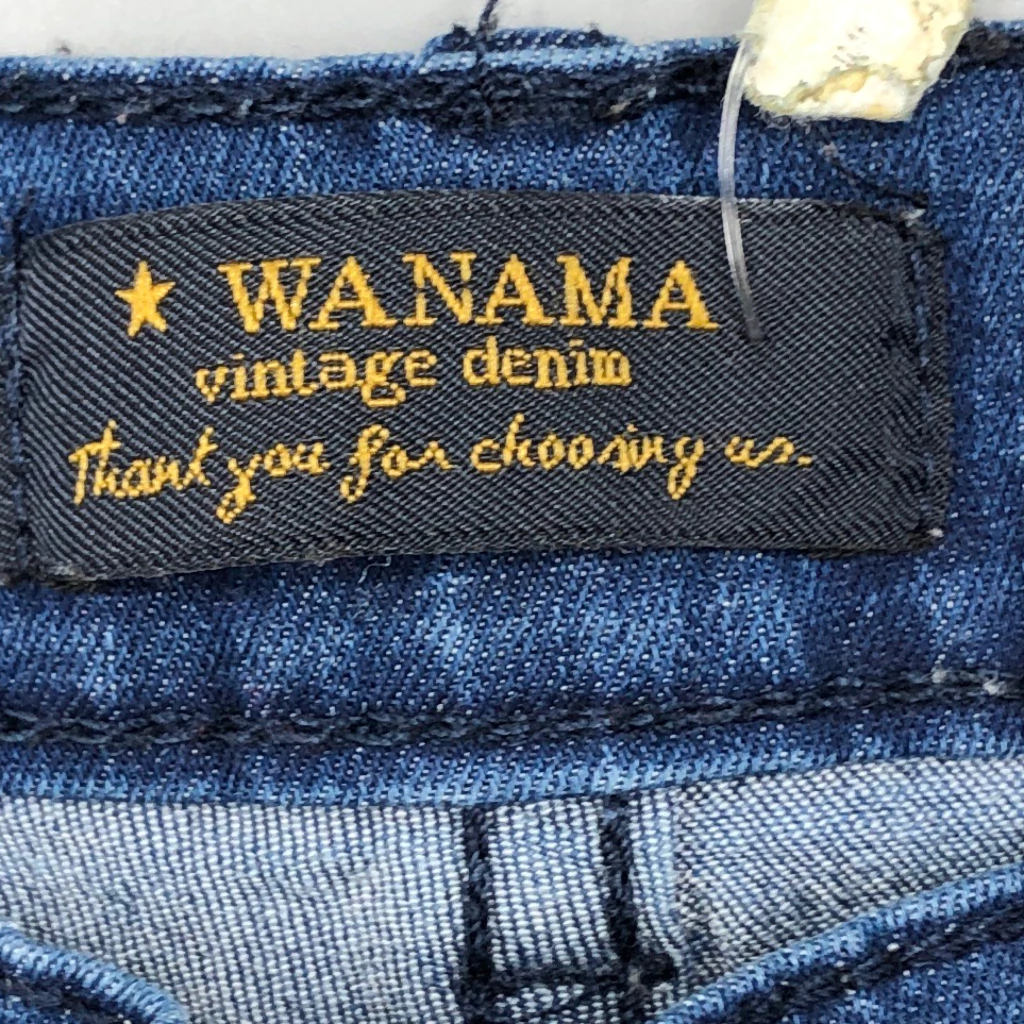 ★ WANAMA
vintage denim
Thank you for choosing us.